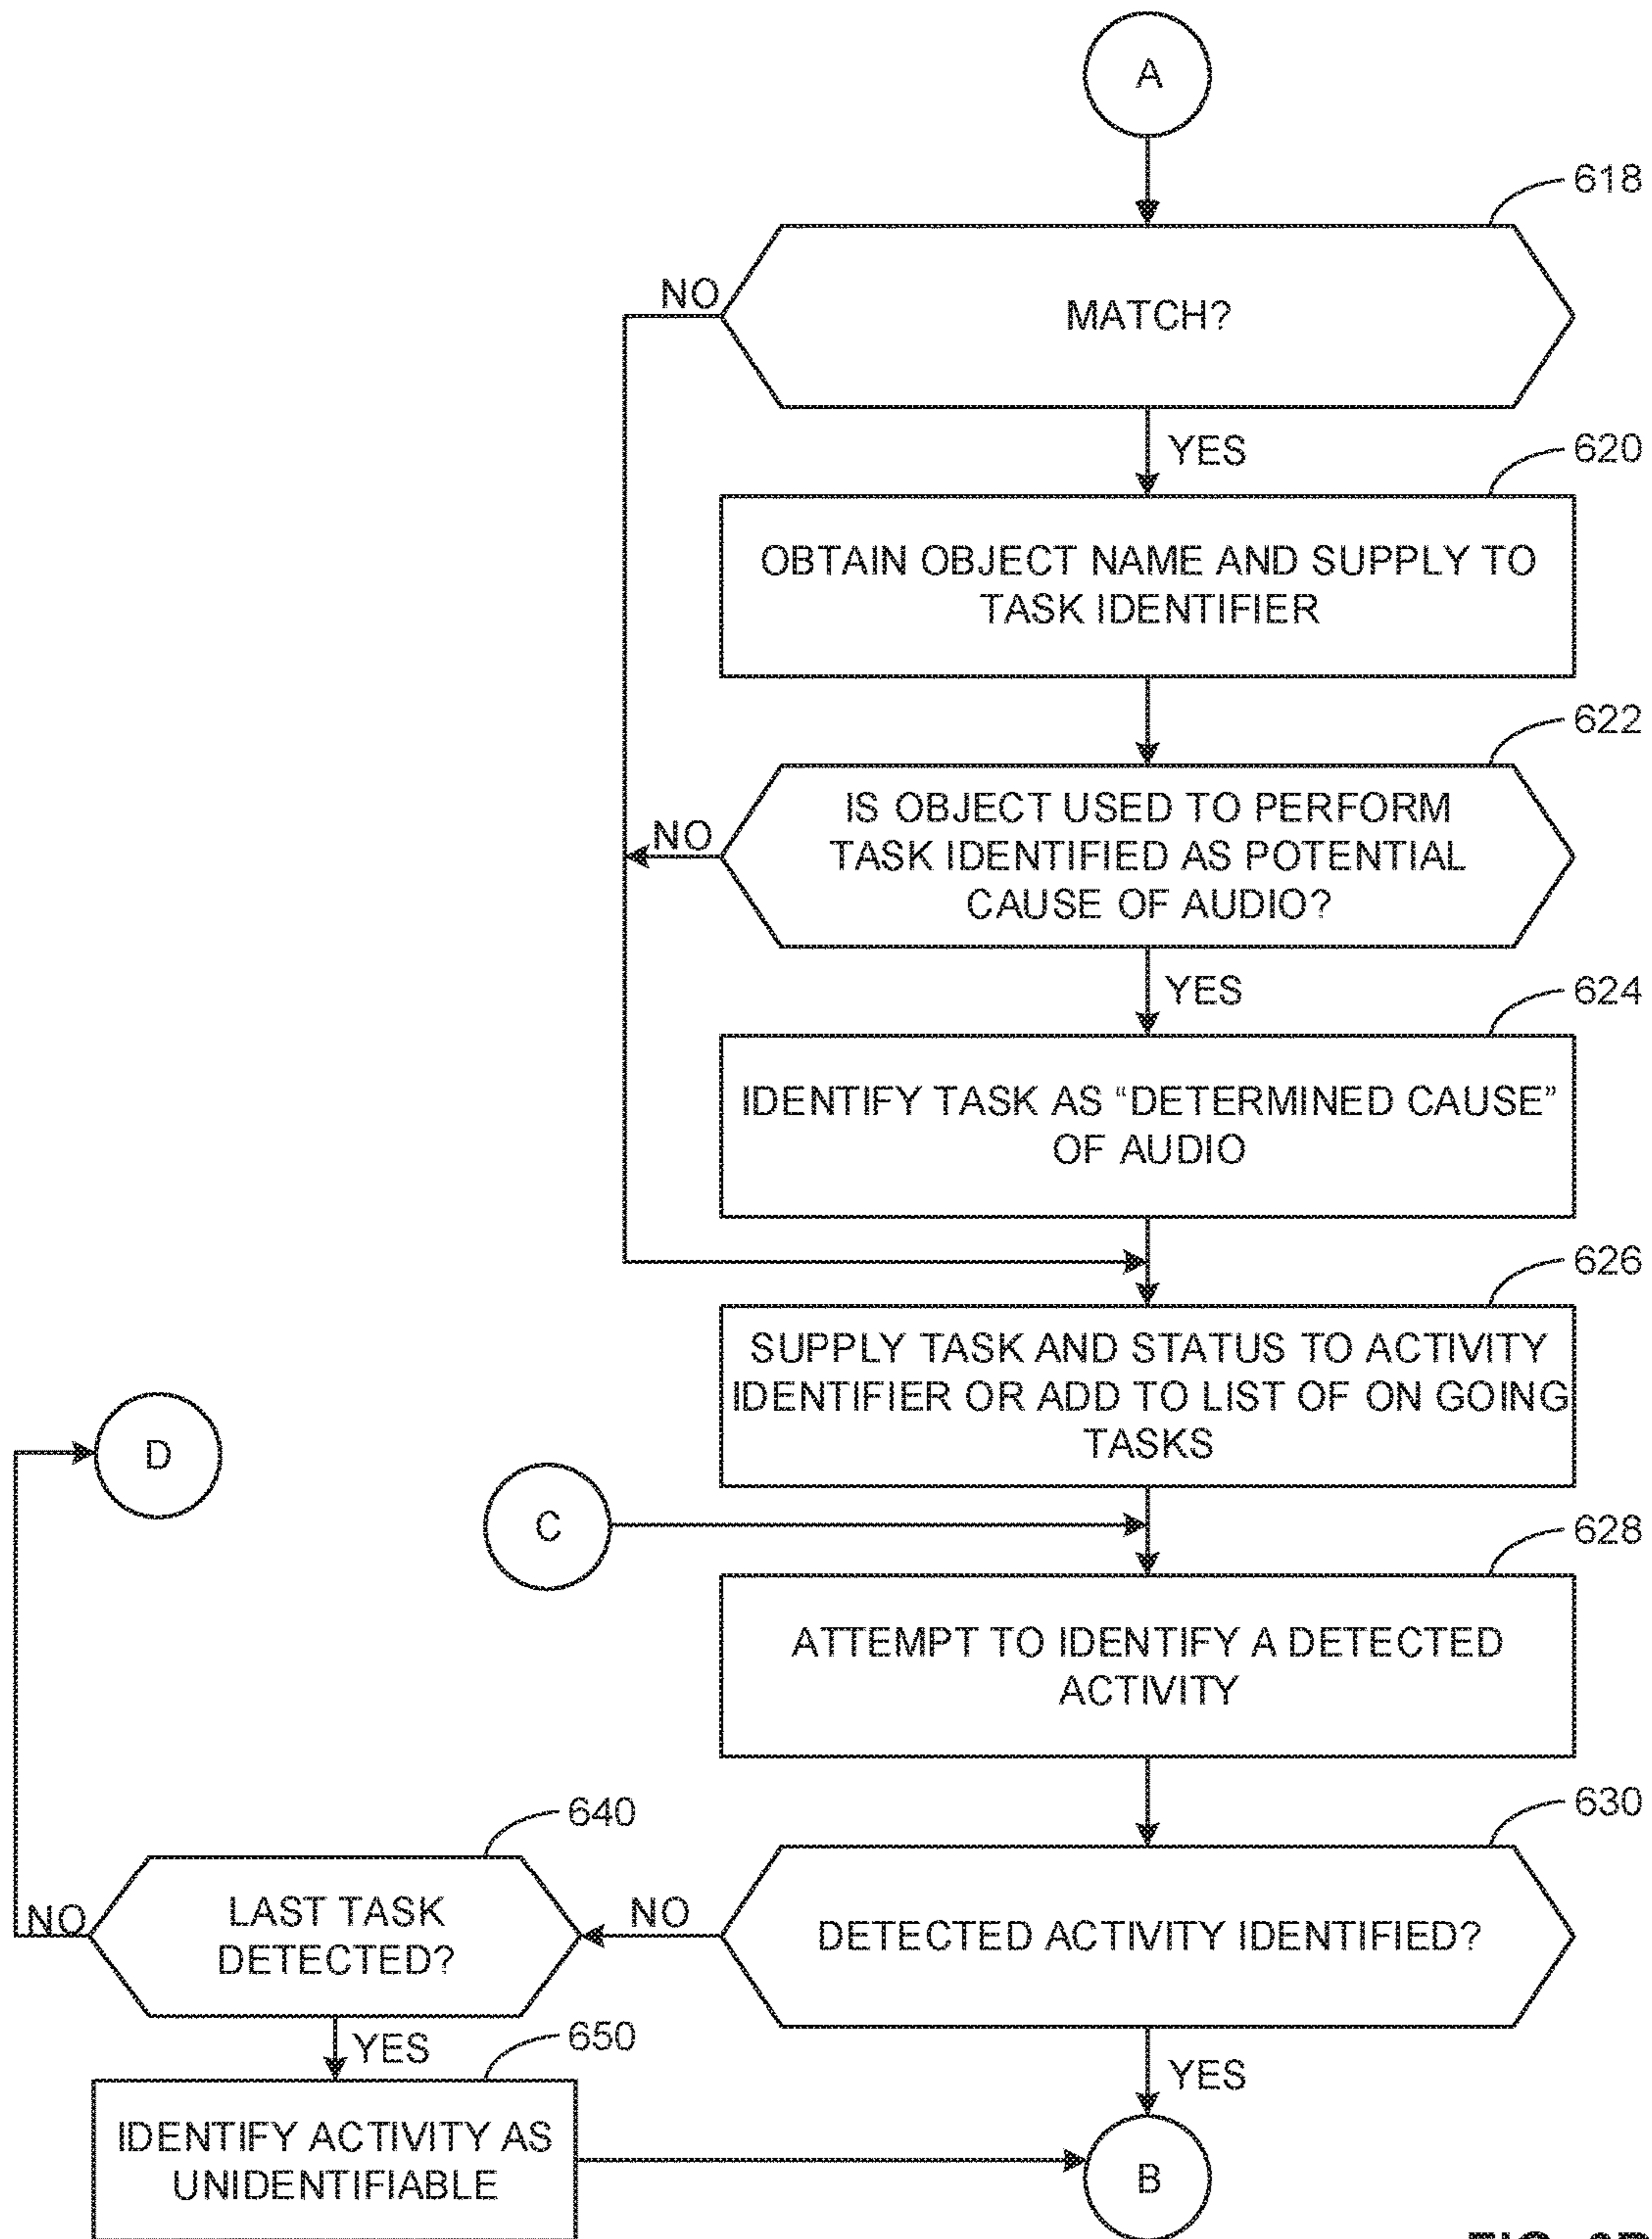 A
618
MATCH?
NO
YES
620
OBTAIN OBJECT NAME AND SUPPLY TO
TASK IDENTIFIER
622
IS OBJECT USED TO PERFORM
TASK IDENTIFIED AS POTENTIAL
CAUSE OF AUDIO?
NO
YES
624
IDENTIFY TASK AS “DETERMINED CAUSE”
OF AUDIO
626
SUPPLY TASK AND STATUS TO ACTIVITY
IDENTIFIER OR ADD TO LIST OF ON GOING
TASKS
D
C
628
ATTEMPT TO IDENTIFY A DETECTED
ACTIVITY
630
DETECTED ACTIVITY IDENTIFIED?
NO
640
LAST TASK
DETECTED?
NO
YES
650
IDENTIFY ACTIVITY AS
UNIDENTIFIABLE
YES
B